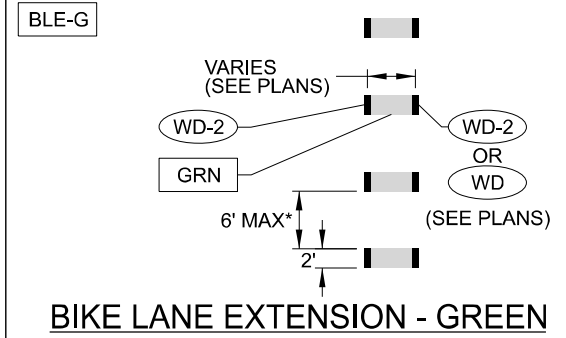 BLE-G
VARIES
(SEE PLANS)
WD-2
WD-2
OR
GRN
WD
6' MAX*
(SEE PLANS)
2'
BIKE LANE EXTENSION - GREEN